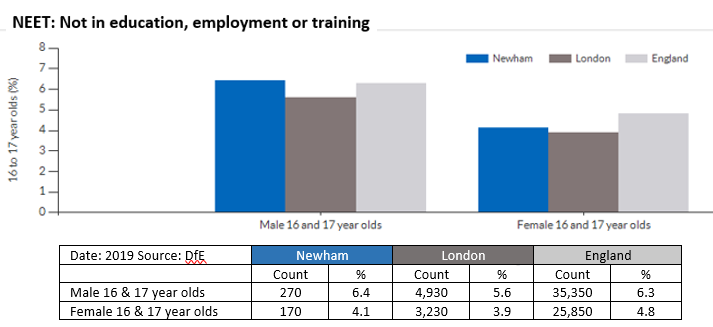 NEET: Not in education, employment or training
Newham London England
16 to 17 year olds (%)
8
7
6
5
4
3
2
1
0
Male 16 and 17 year olds Female 16 and 17 year olds
Date: 2019 Source: DfE Newham London England
Count % Count % Count %
Male 16 & 17 year olds 270 6.4 4,930 5.6 35,350 6.3
Female 16 & 17 year olds 170 4.1 3,230 3.9 25,850 4.8